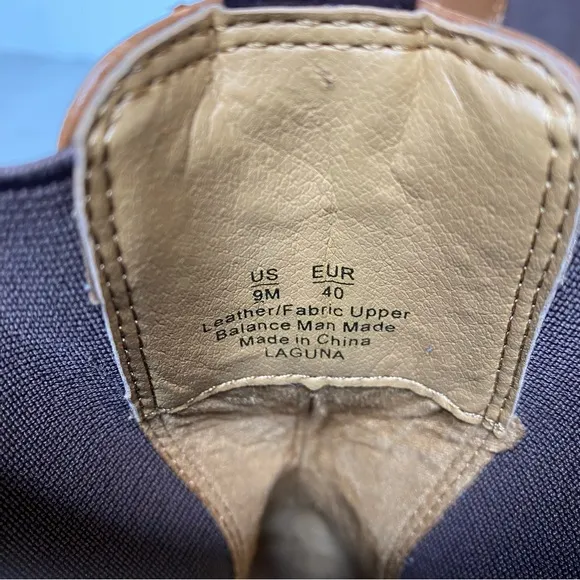 US EUR
9M 40
Leather/Fabric Upper
Balance Man Made
Made in China
LAGUNA